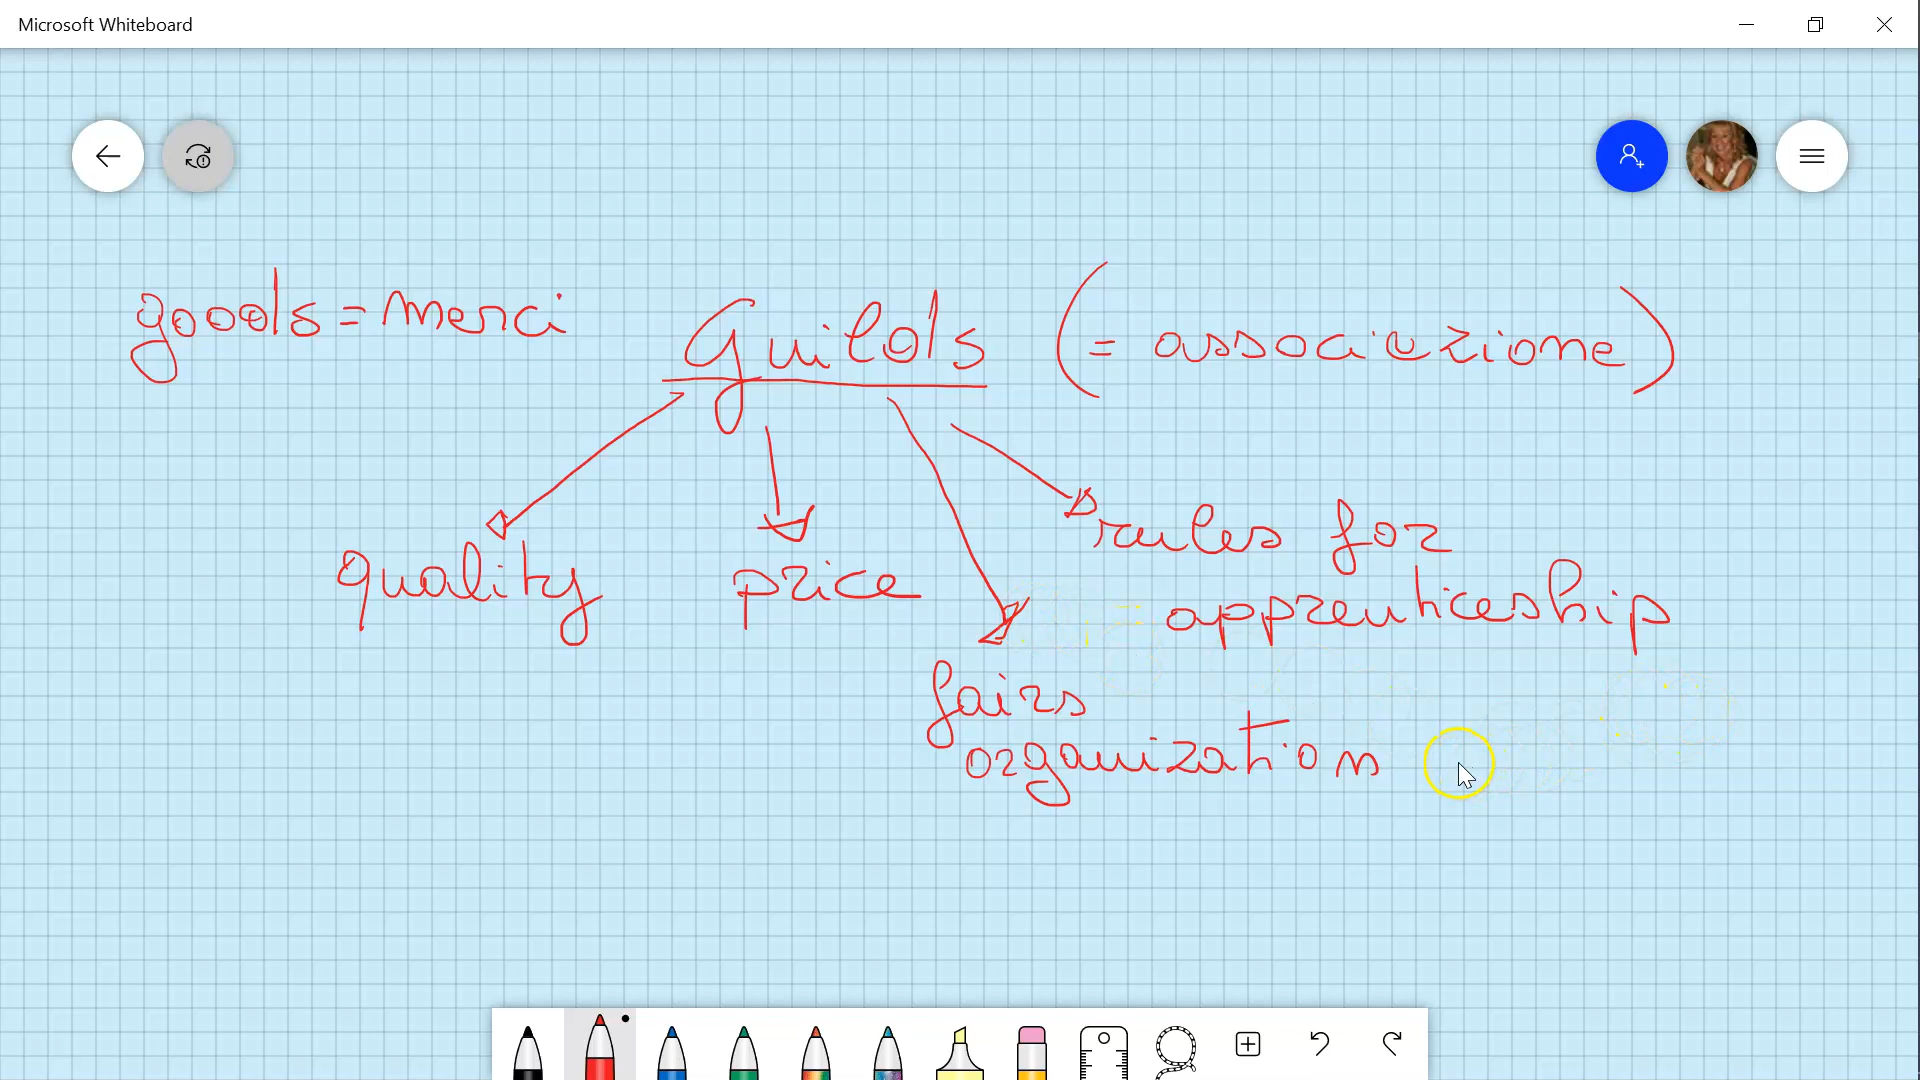 Microsoft Whiteboard
goods = merci
Guilds (= associazione)
quality
price
rules for
apprenticeship
fairs
organization